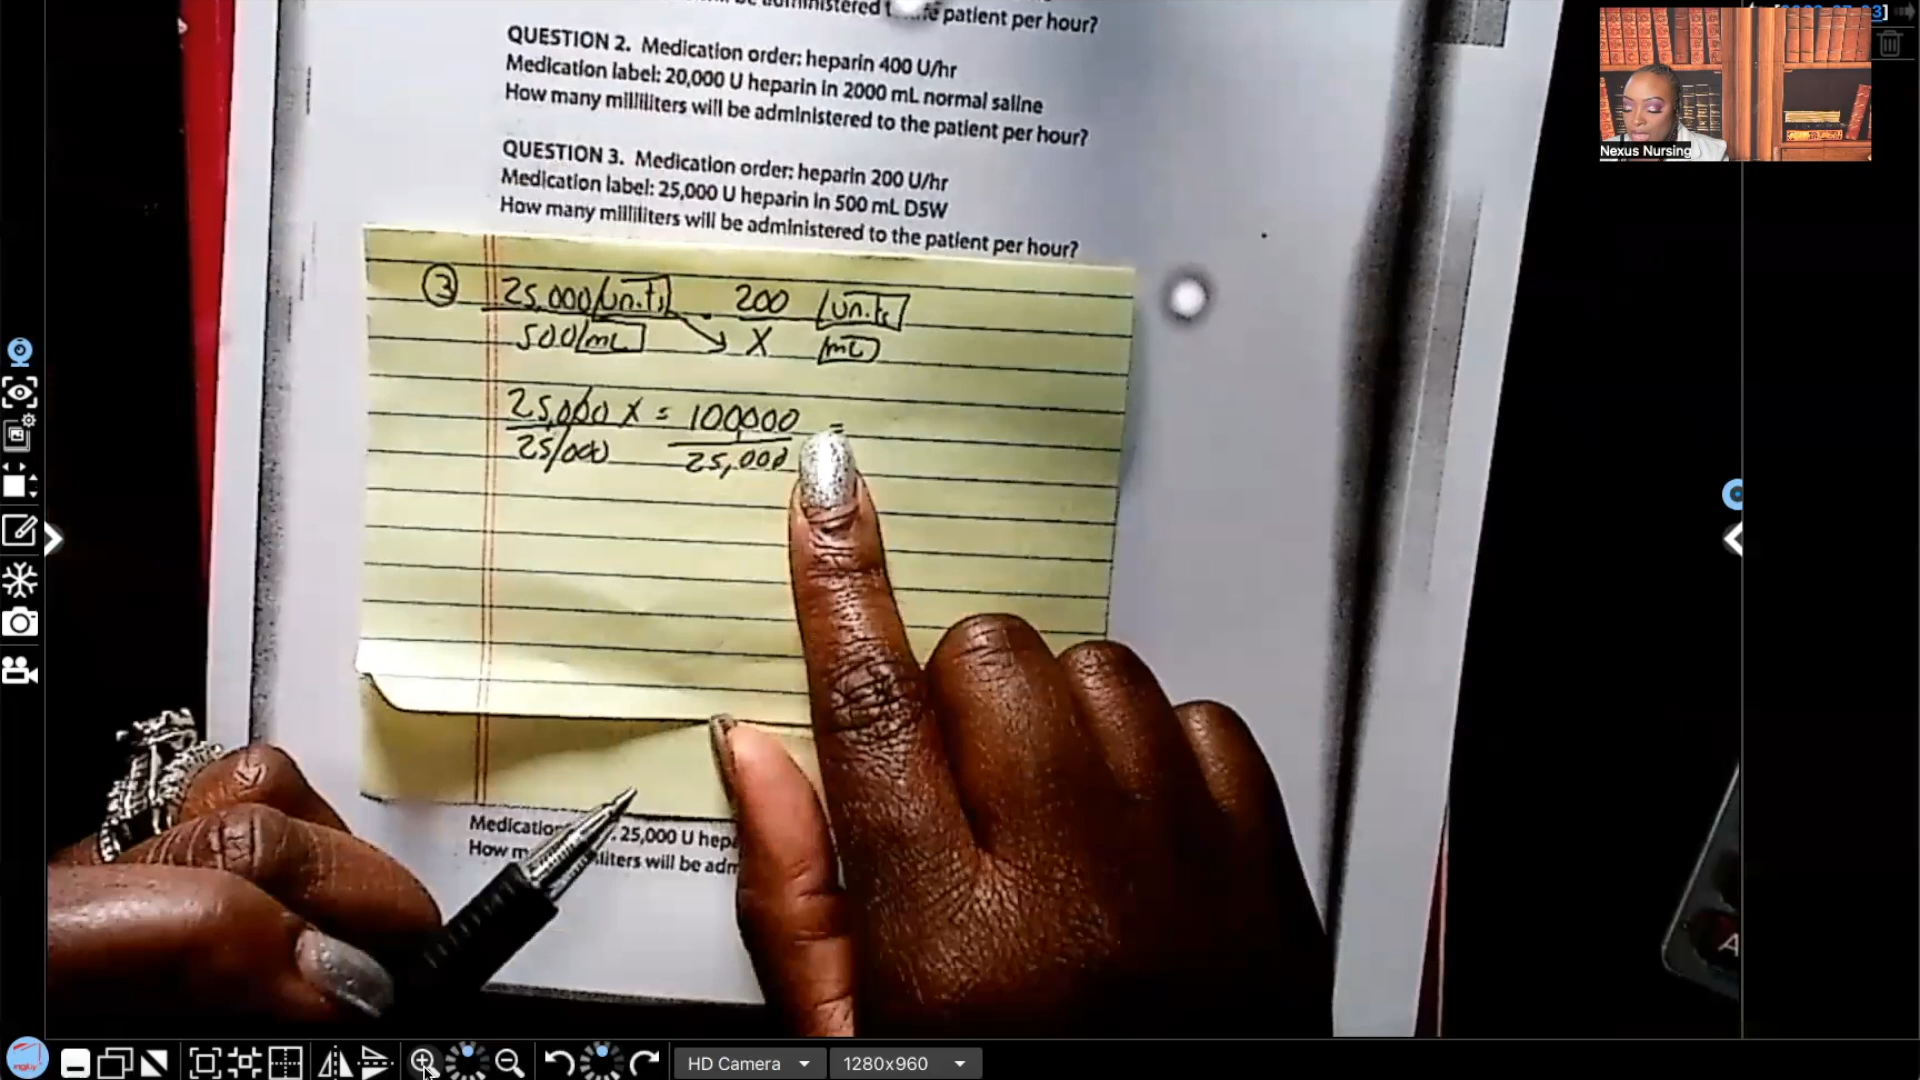 patient per hour?
QUESTION 2. Medication order: heparin 400 U/hr
Medication label: 20,000 U heparin in 2000 mL normal saline
How many milliliters will be administered to the patient per hour?
QUESTION 3. Medication order: heparin 200 U/hr
Medication label: 25,000 U heparin in 500 mL D5W
How many milliliters will be administered to the patient per hour?
3 25,000 units 200 units
500 mL X mL
25,000 X = 100,000 =
25,000 25,000
25,000 U
will be
Nexus Nursing
HD Camera 1280x960